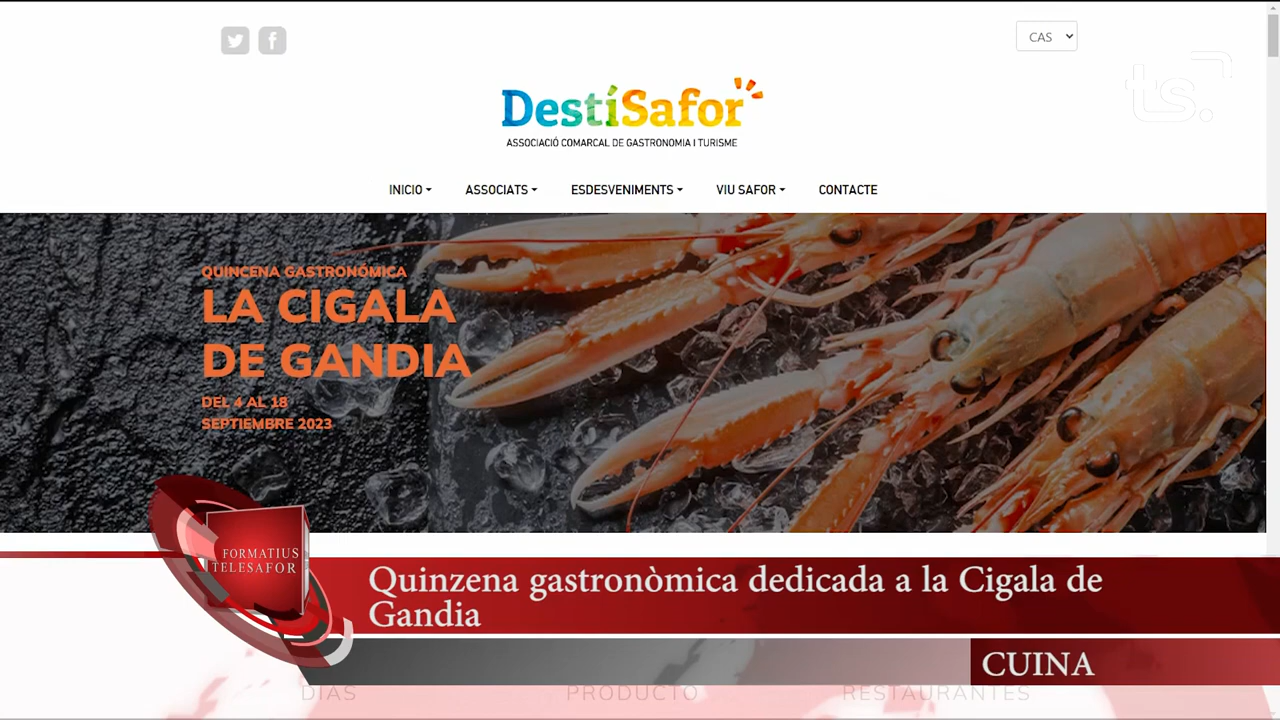 CAS
ts.
DestíSafor
ASSOCIACIÓ COMARCAL DE GASTRONOMIA I TURISME
INICIO ASSOCIATS ESDESVENIMENTS VIU SAFOR CONTACTE
QUINCENA GASTRONÓMICA
LA CIGALA
DE GANDIA
DEL 4 AL 18
SEPTIEMBRE 2023
FORMATIUS
TELESAFOR
Quinzena gastronòmica dedicada a la Cigala de
Gandia
CUINA
DIAS PRODUCTO RESTAURANTES